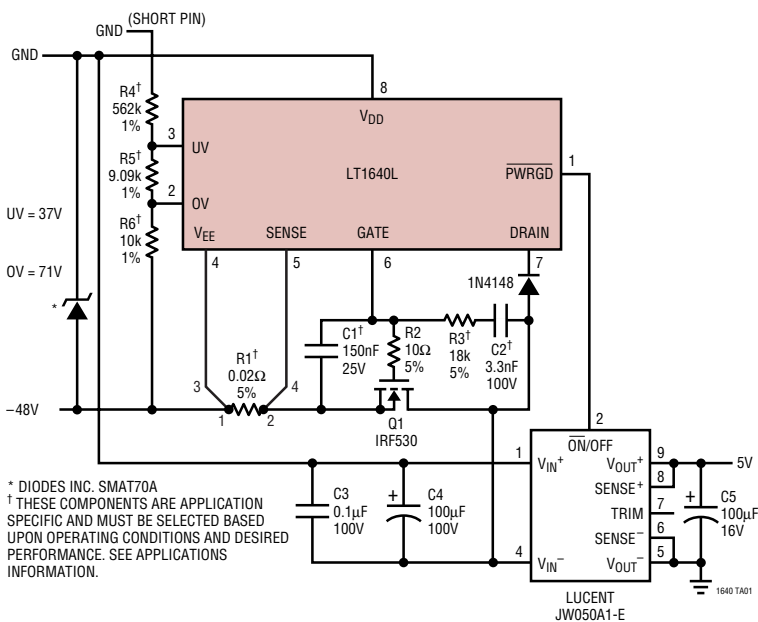 (SHORT PIN)
GND
GND
R4†
562k
1%
R5†
9.09k
1%
R6†
10k
1%
UV = 37V
OV = 71V
*
–48V
8
VDD
3
UV
2
OV
LT1640L
PWRGD
1
VEE
SENSE
GATE
DRAIN
4
5
6
7
1N4148
R1†
0.02Ω
5%
3
4
1
2
C1†
150nF
25V
R2
10Ω
5%
R3†
18k
5%
C2†
3.3nF
100V
Q1
IRF530
C3
0.1µF
100V
+
C4
100µF
100V
2
ON/OFF
1
VIN+
4
VIN–
VOUT+
9
SENSE+
8
TRIM
7
SENSE–
6
VOUT–
5
5V
+
C5
100µF
16V
LUCENT
JW050A1-E
1640 TA01
* DIODES INC. SMAT70A
† THESE COMPONENTS ARE APPLICATION
SPECIFIC AND MUST BE SELECTED BASED
UPON OPERATING CONDITIONS AND DESIRED
PERFORMANCE. SEE APPLICATIONS
INFORMATION.